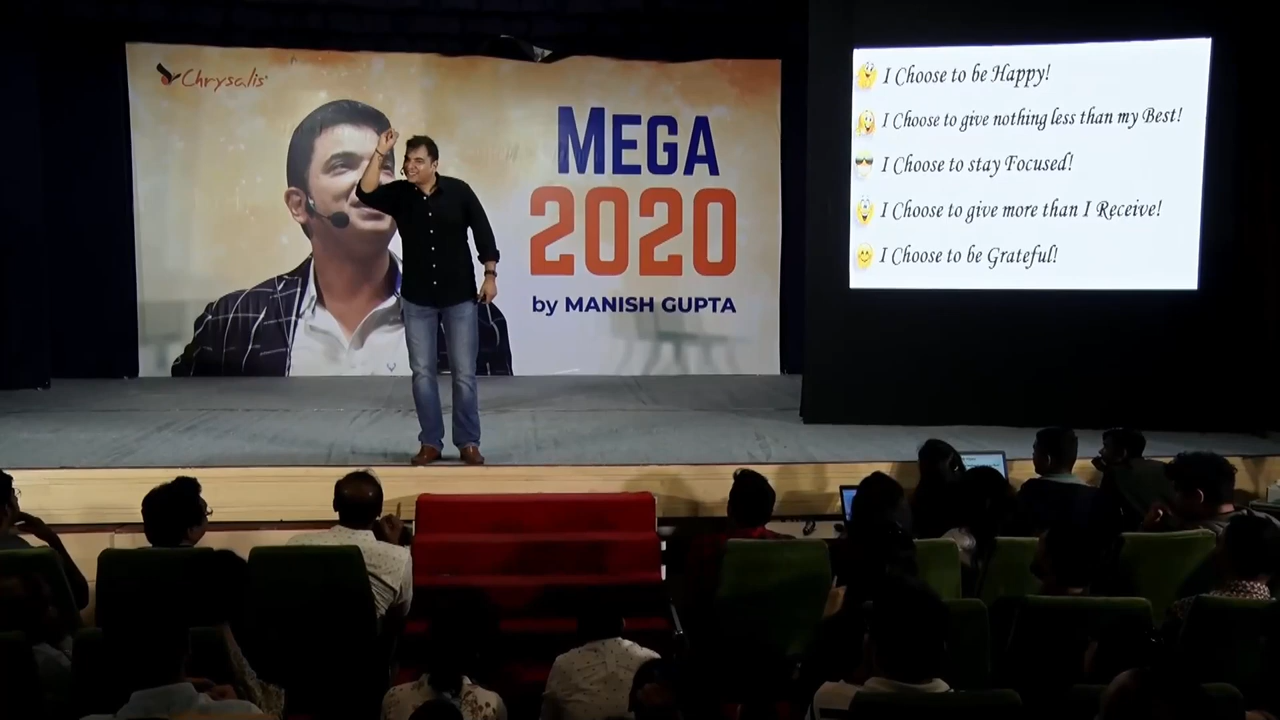 Chrysalis
MEGA
2020
by MANISH GUPTA
I Choose to be Happy!
I Choose to give nothing less than my Best!
I Choose to stay Focused!
I Choose to give more than I Receive!
I Choose to be Grateful!